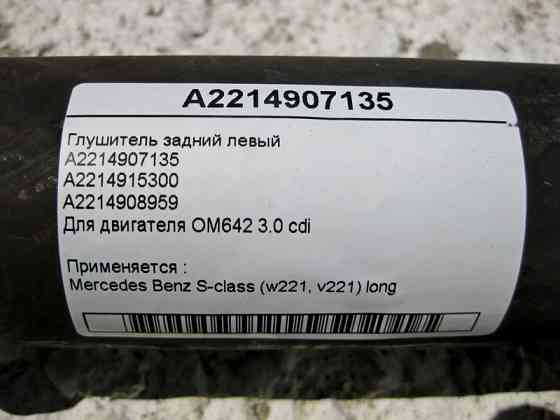 A2214907135
Глушитель задний левый
A2214907135
A2214915300
A2214908959
Для двигателя OM642 3.0 cdi
Применяется :
Mercedes Benz S-class (w221, v221) long